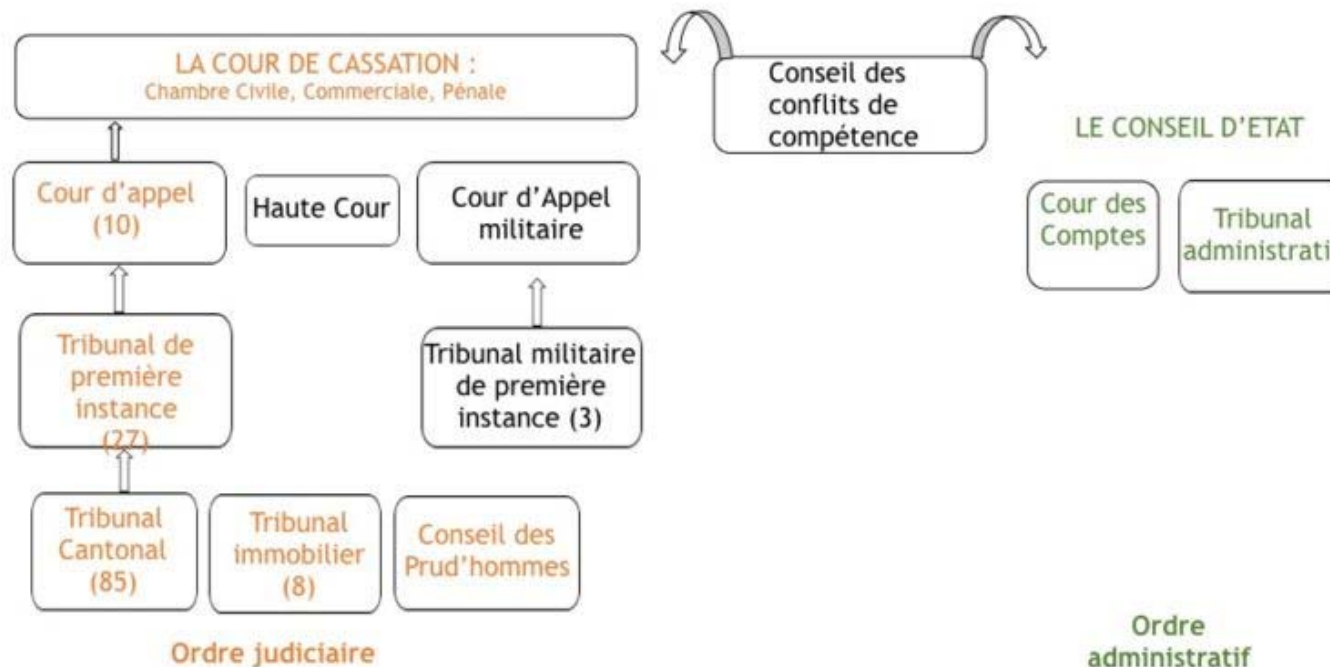 LA COUR DE CASSATION :
Chambre Civile, Commerciale, Pénale
Conseil des
conflits de
compétence
LE CONSEIL D'ETAT
Cour d'appel
(10)
Haute Cour
Cour d'Appel
militaire
Cour des
Comptes
Tribunal
administrati
Tribunal de
première
instance
(27)
Tribunal militaire
de première
instance (3)
Tribunal
Cantonal
(85)
Tribunal
immobilier
(8)
Conseil des
Prud'hommes
Ordre judiciaire
Ordre
administratif